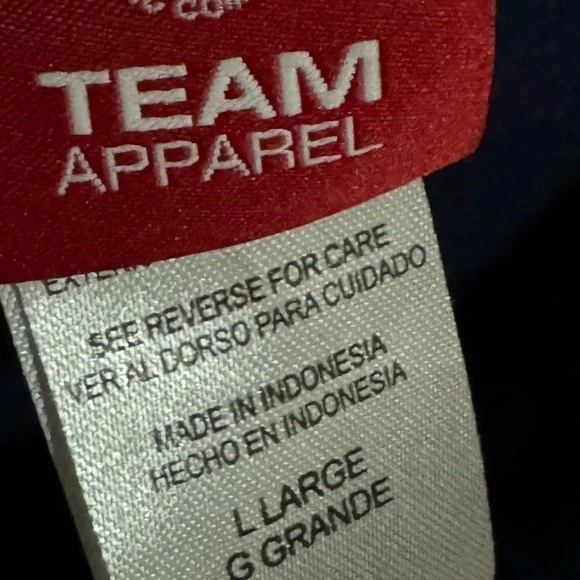 TEAM
APPAREL
SEE REVERSE FOR CARE
VER AL DORSO PARA CUIDADO
MADE IN INDONESIA
HECHO EN INDONESIA
L LARGE
G GRANDE